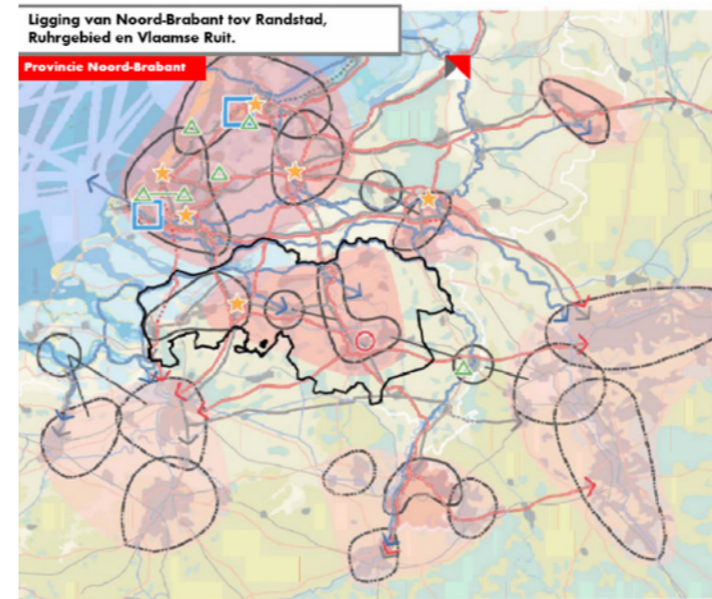 Ligging van Noord-Brabant tov Randstad,
Ruhrgebied en Vlaamse Ruit.
Provincie Noord-Brabant